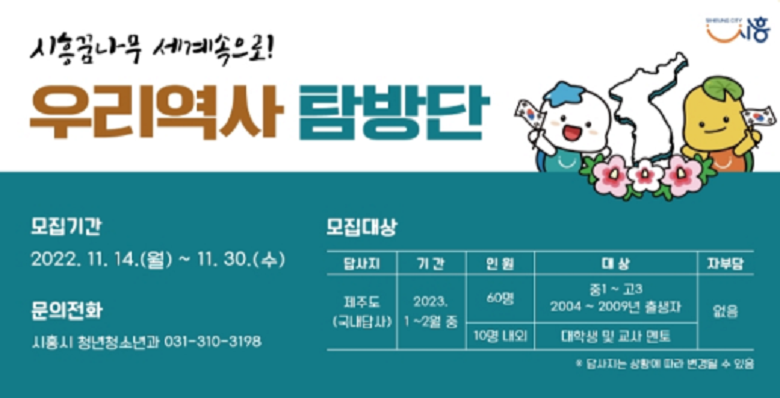 시흥꿈나무 세계속으로!
SIHEUNG CITY
시흥
우리역사 탐방단
모집기간
2022. 11. 14.(월) ~ 11. 30.(수)
문의전화
시흥시 청년청소년과 031-310-3198
모집대상
답사지 기간 인원 대상 자부담
제주도 (국내답사) 2023. 1 ~2월 중 60명 중1 ~ 고3 2004 ~ 2009년 출생자 없음
10명 내외 대학생 및 교사 멘토
※ 답사지는 상황에 따라 변경될 수 있음